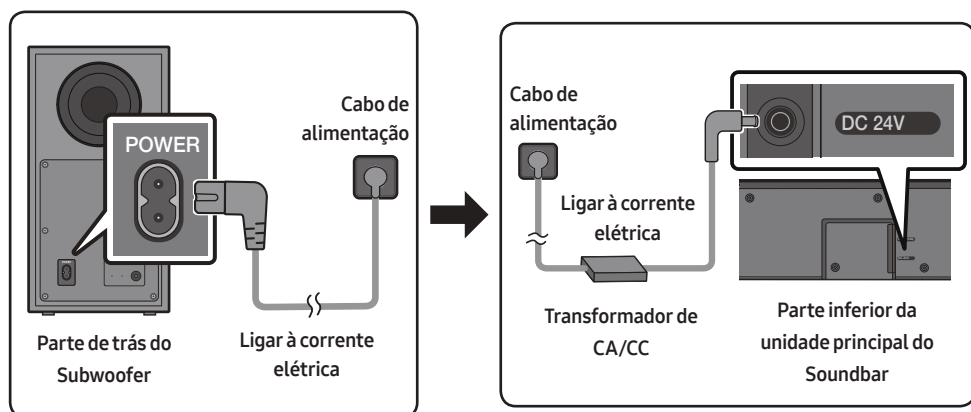 POWER
Cabo de
alimentação
Parte de trás do
Subwoofer
Ligar à corrente
elétrica
Cabo de
alimentação
DC 24V
Ligar à corrente
elétrica
Transformador de
CA/CC
Parte inferior da
unidade principal do
Soundbar